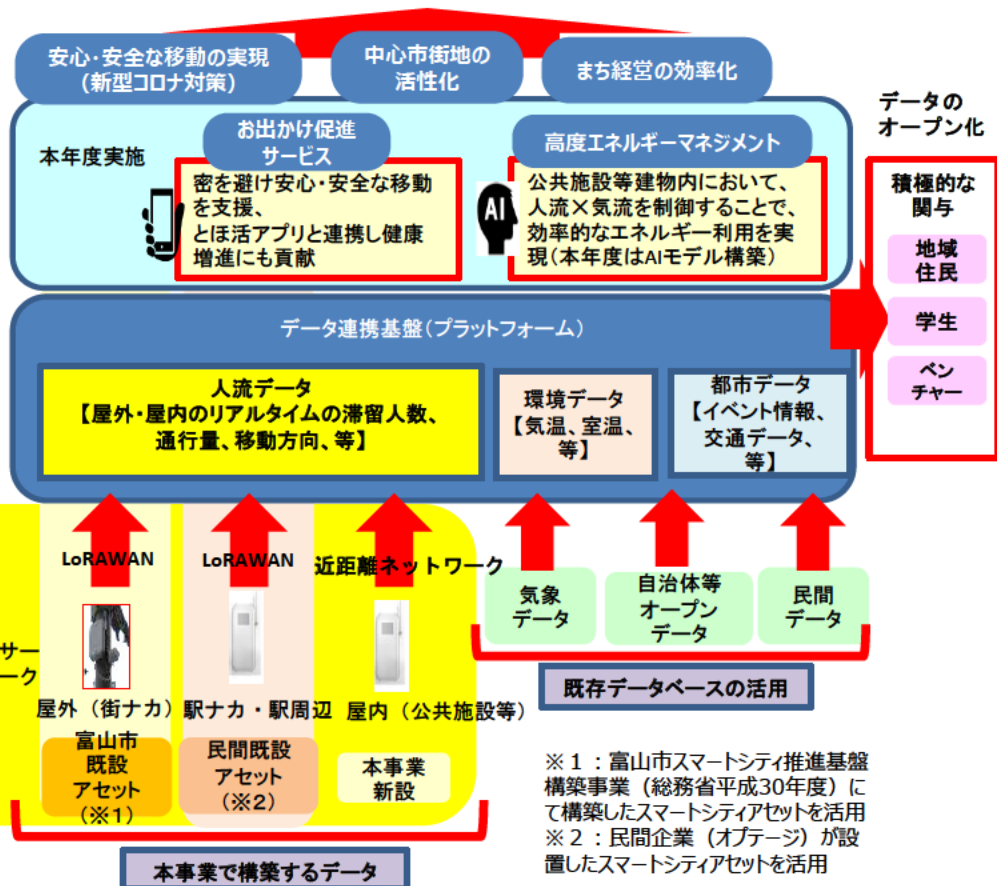 安心・安全な移動の実現
(新型コロナ対策)
中心市街地の
活性化
まち経営の効率化
データの
オープン化
本年度実施
お出かけ促進
サービス
密を避け安心・安全な移動
を支援、
とほ活アプリと連携し健康
増進にも貢献
AI
高度エネルギーマネジメント
公共施設等建物内において、
人流×気流を制御することで、
効率的なエネルギー利用を実
現(本年度はAIモデル構築)
積極的な
関与
地域
住民
学生
ベン
チャー
データ連携基盤(プラットフォーム)
人流データ
【屋外・屋内のリアルタイムの滞留人数、
通行量、移動方向、等】
環境データ
【気温、室温、
等】
都市データ
【イベント情報、
交通データ、
等】
LoRAWAN
LoRAWAN
近距離ネットワーク
気象
データ
自治体等
オープン
データ
民間
データ
サー
ーク
屋外（街ナカ）
駅ナカ・駅周辺
屋内（公共施設等）
既存データベースの活用
富山市
既設
アセット
(※1)
民間既設
アセット
(※2)
本事業
新設
本事業で構築するデータ
※１：富山市スマートシティ推進基盤
構築事業（総務省平成30年度）に
て構築したスマートシティアセットを活用
※２：民間企業（オプテージ）が設
置したスマートシティアセットを活用